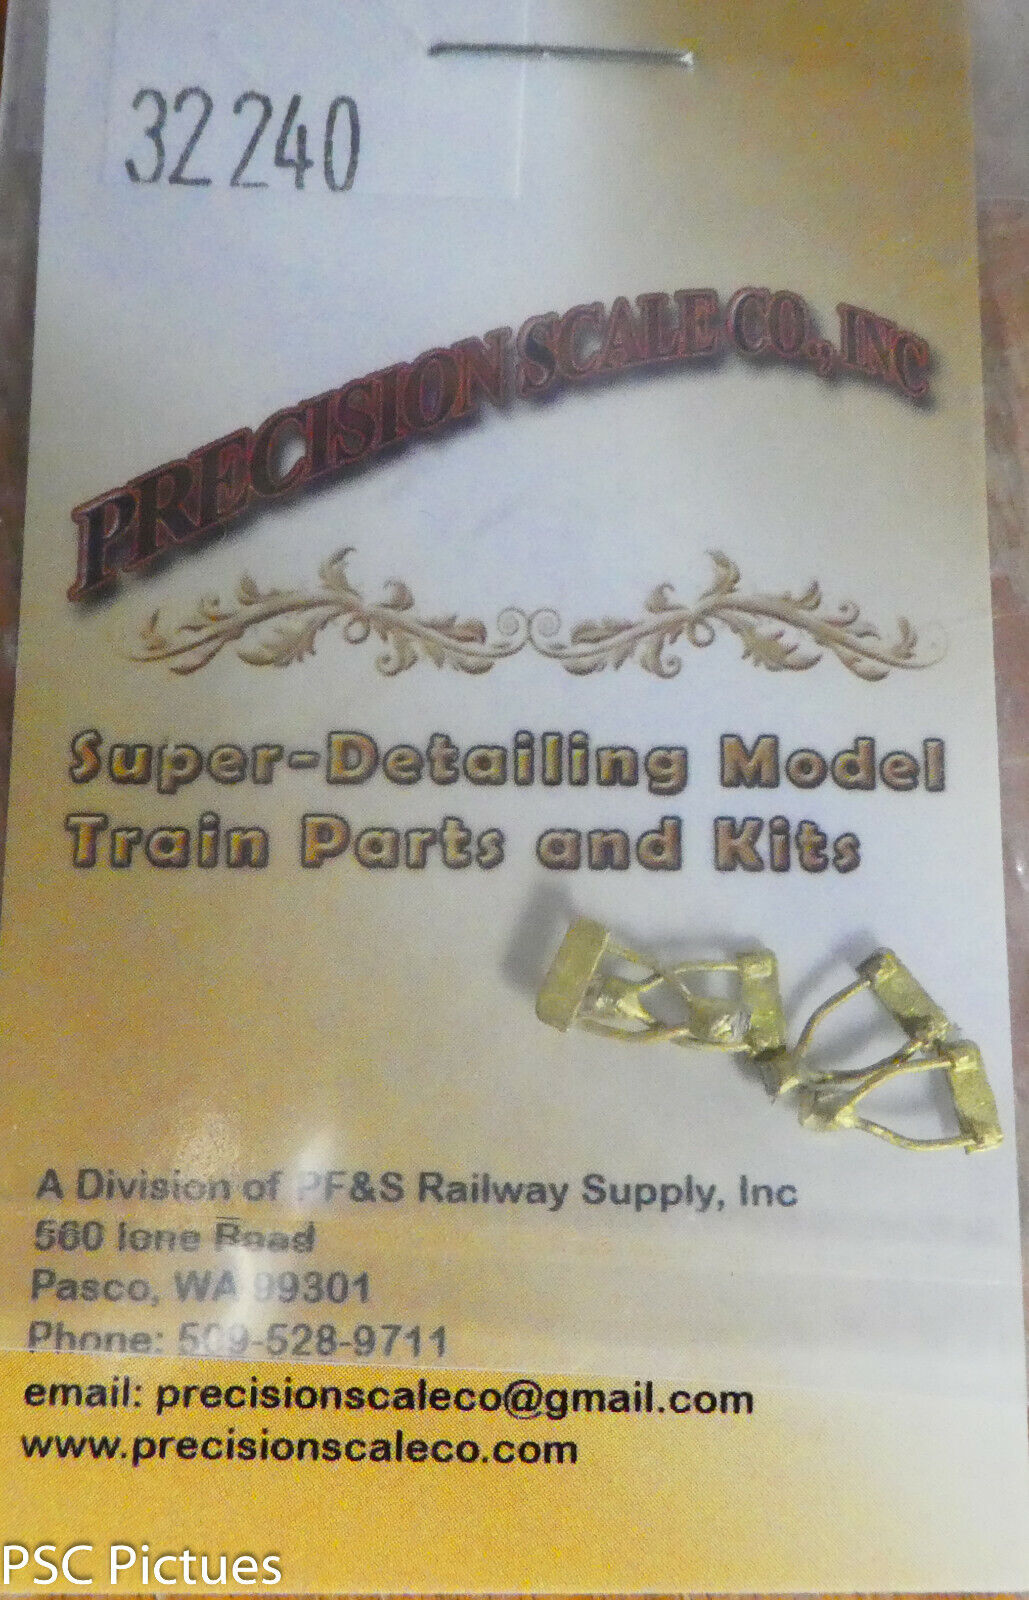 32240
PRECISION SCALE CO., INC
Super-Detailing Model
Train Parts and Kits
A Division of PF&S Railway Supply, Inc
560 Ione Road
Pasco, WA 99301
Phone: 509-528-9711
email: precisionscaleco@gmail.com
www.precisionscaleco.com
PSC Pictues